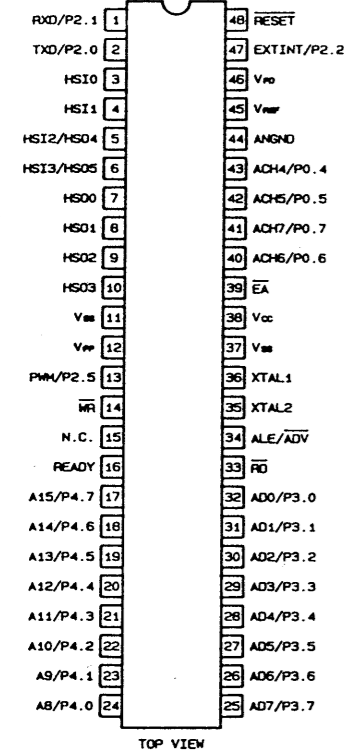 RXD/P2.1 1 48 RESET
TXD/P2.0 2 47 EXTINT/P2.2
HSI0 3 46 VPD
HSI1 4 45 VREF
HSI2/HSO4 5 44 ANGND
HSI3/HSO5 6 43 ACH4/P0.4
HSO0 7 42 ACH5/P0.5
HSO1 8 41 ACH7/P0.7
HSO2 9 40 ACH6/P0.6
HSO3 10 39 EA
VSS 11 38 VCC
VPP 12 37 VSS
PWM/P2.5 13 36 XTAL1
WR 14 35 XTAL2
N.C. 15 34 ALE/ADV
READY 16 33 RD
A15/P4.7 17 32 AD0/P3.0
A14/P4.6 18 31 AD1/P3.1
A13/P4.5 19 30 AD2/P3.2
A12/P4.4 20 29 AD3/P3.3
A11/P4.3 21 28 AD4/P3.4
A10/P4.2 22 27 AD5/P3.5
A9/P4.1 23 26 AD6/P3.6
A8/P4.0 24 25 AD7/P3.7
TOP VIEW